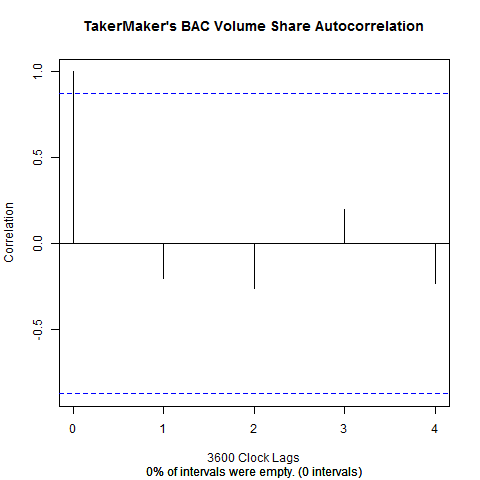 TakerMaker's BAC Volume Share Autocorrelation
1.0
0.5
0.0
-0.5
Correlation
0 1 2 3 4
3600 Clock Lags
0% of intervals were empty. (0 intervals)